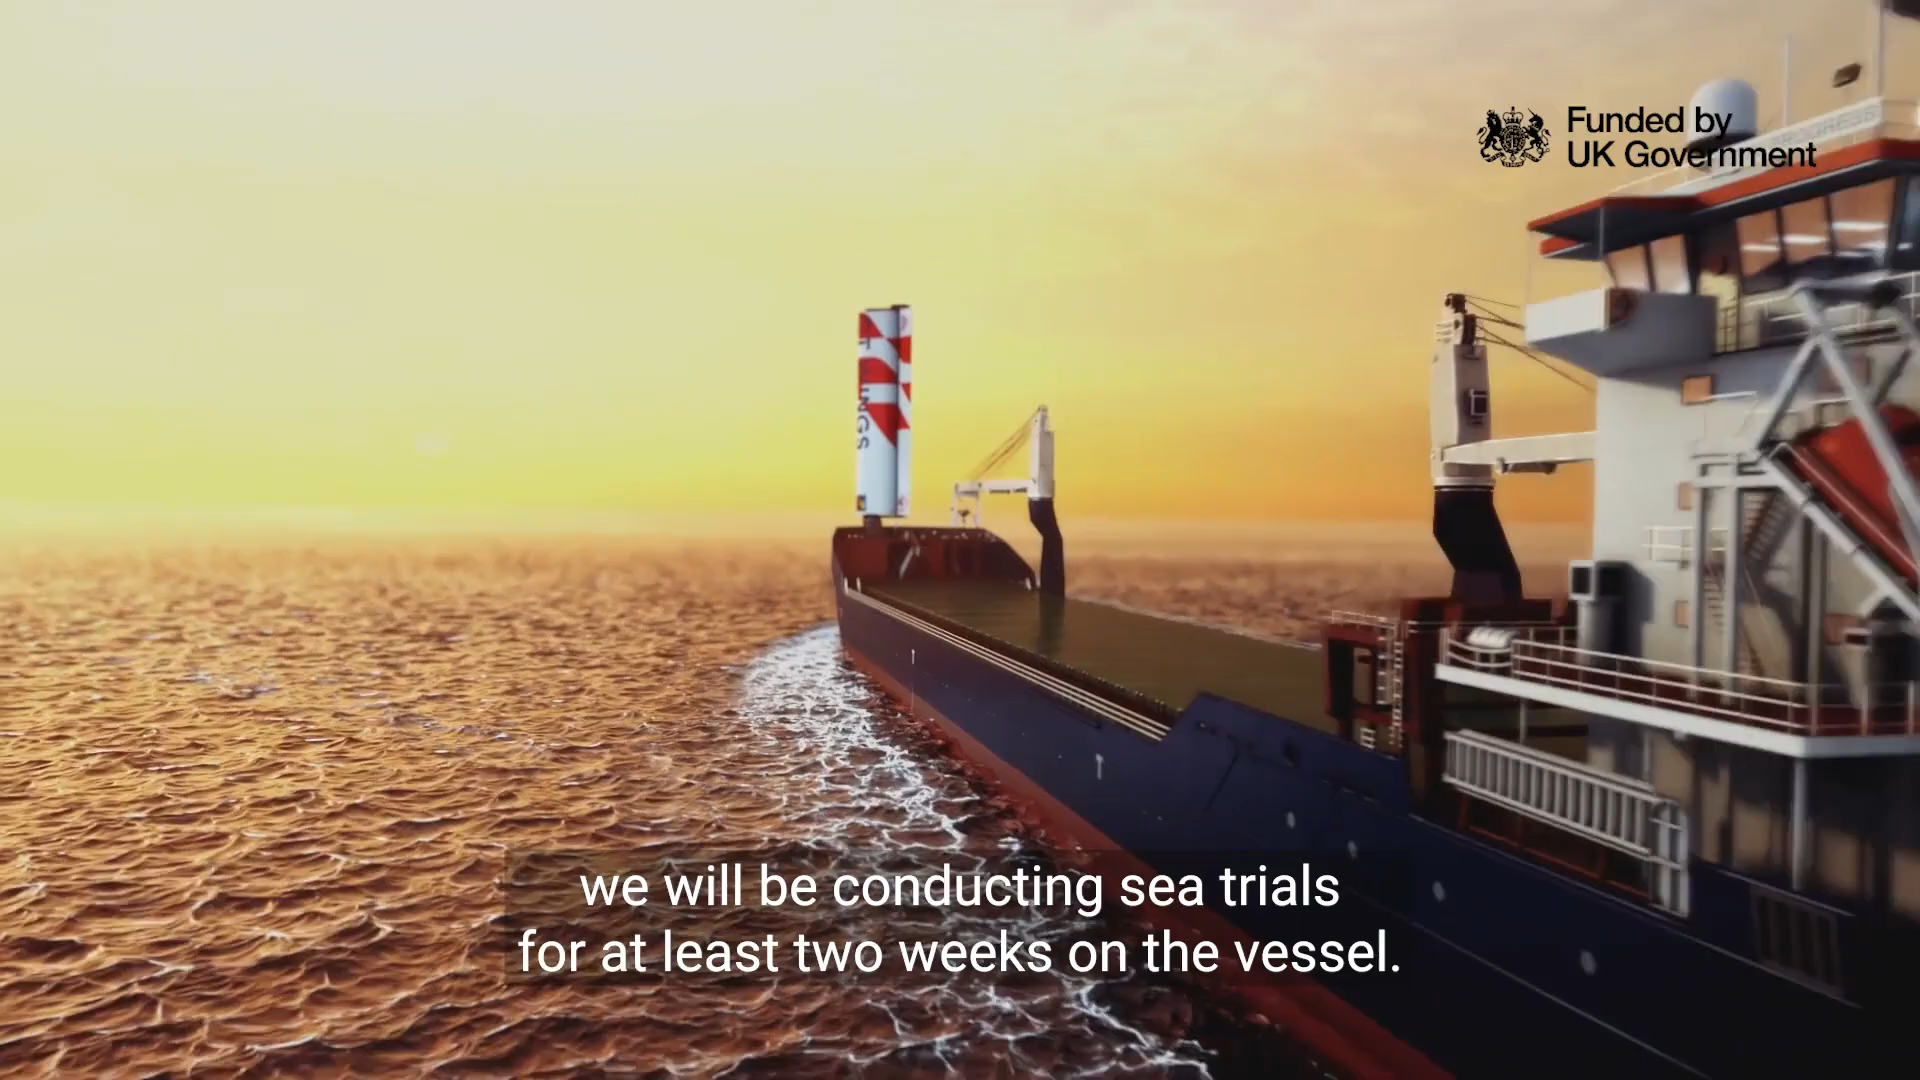 Funded by
UK Government
we will be conducting sea trials
for at least two weeks on the vessel.